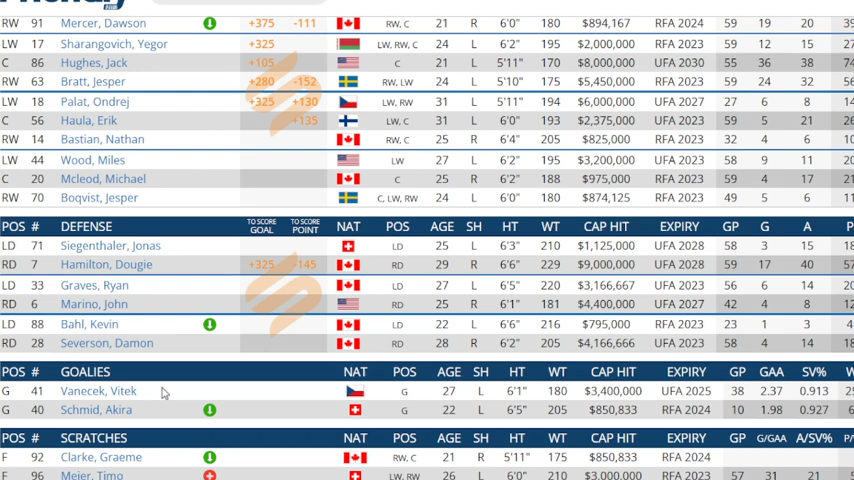 RW 91 Mercer, Dawson +375 -111 RW, C 21 R 6'0" 180 $894,167 RFA 2024 59 19 20
LW 17 Sharangovich, Yegor +325 LW, RW, C 24 L 6'2" 195 $2,000,000 RFA 2023 59 12 15
C 86 Hughes, Jack +105 C 21 L 5'11" 170 $8,000,000 UFA 2030 55 36 38
RW 63 Bratt, Jesper +280 -152 RW, LW 24 L 5'10" 175 $5,450,000 RFA 2023 59 24 32
LW 18 Palat, Ondrej +325 +130 LW, RW 31 L 5'11" 194 $6,000,000 UFA 2027 27 6 8
C 56 Haula, Erik +135 LW, C 31 L 6'0" 193 $2,375,000 UFA 2023 59 5 21
RW 14 Bastian, Nathan RW, C 25 R 6'4" 205 $825,000 RFA 2023 32 4 6
LW 44 Wood, Miles LW 27 L 6'2" 195 $3,200,000 UFA 2023 58 9 11
C 20 Mcleod, Michael C 25 R 6'2" 188 $975,000 RFA 2023 59 4 17
RW 70 Boqvist, Jesper C, LW, RW 24 L 6'0" 180 $874,125 RFA 2023 49 5 6
POS # DEFENSE TO SCORE GOAL TO SCORE POINT NAT POS AGE SH HT WT CAP HIT EXPIRY GP G A P
LD 71 Siegenthaler, Jonas LD 25 L 6'3" 210 $1,125,000 UFA 2028 58 3 15
RD 7 Hamilton, Dougie +325 -145 RD 29 R 6'6" 229 $9,000,000 UFA 2028 59 17 40 57
LD 33 Graves, Ryan LD 27 L 6'5" 220 $3,166,667 UFA 2023 56 6 14
RD 6 Marino, John RD 25 R 6'1" 181 $4,400,000 UFA 2027 42 4 8
LD 88 Bahl, Kevin LD 22 L 6'6" 216 $795,000 RFA 2023 23 1 3
RD 28 Severson, Damon RD 28 R 6'2" 205 $4,166,666 UFA 2023 58 4 14
POS # GOALIES NAT POS AGE SH HT WT CAP HIT EXPIRY GP GAA SV%
G 41 Vanecek, Vitek G 27 L 6'1" 180 $3,400,000 UFA 2025 38 2.37 0.913
G 40 Schmid, Akira G 22 L 6'5" 205 $850,833 RFA 2024 10 1.98 0.927
POS # SCRATCHES NAT POS AGE SH HT WT CAP HIT EXPIRY GP G/GAA A/SV%
F 92 Clarke, Graeme RW, C 21 R 5'11" 175 $850,833 RFA 2024
F 96 Meier, Timo LW, RW 26 L 6'0" 210 $3,000,000 RFA 2023 57 31 21